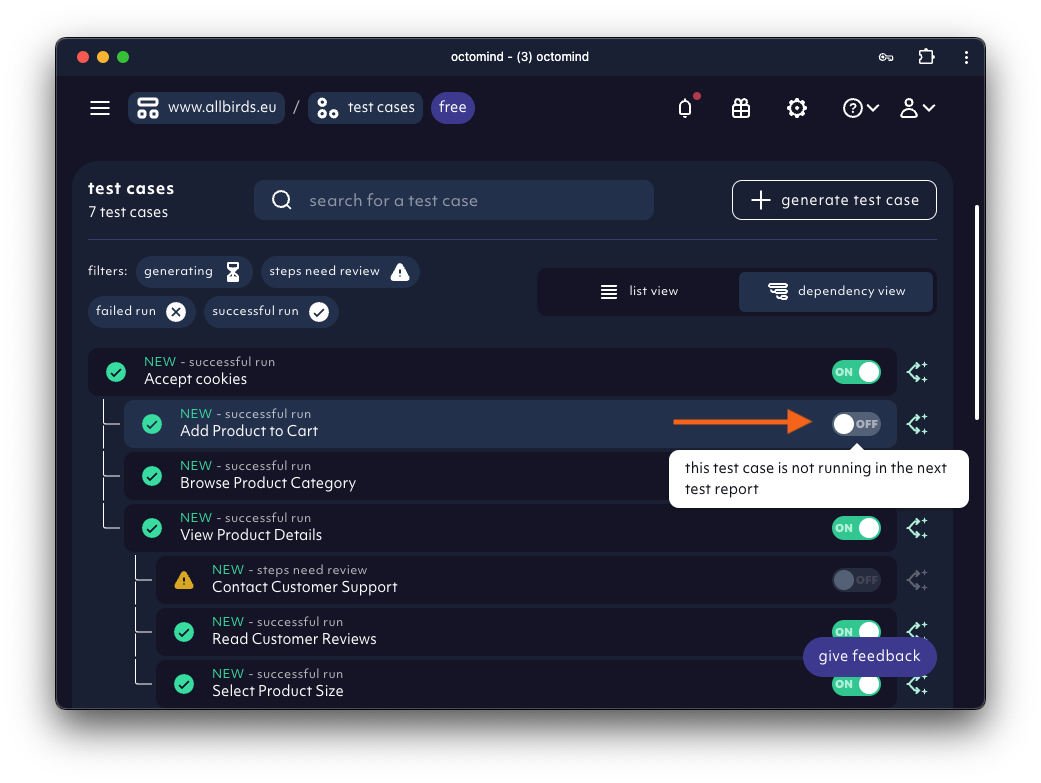 octomind - (3) octomind
www.allbirds.eu / test cases free
test cases
7 test cases
search for a test case
generate test case
filters: generating steps need review
failed run successful run
list view dependency view
NEW - successful run
Accept cookies
ON
NEW - successful run
Add Product to Cart
OFF
this test case is not running in the next
test report
NEW - successful run
Browse Product Category
NEW - successful run
View Product Details
ON
NEW - steps need review
Contact Customer Support
OFF
NEW - successful run
Read Customer Reviews
ON
give feedback
NEW - successful run
Select Product Size
ON